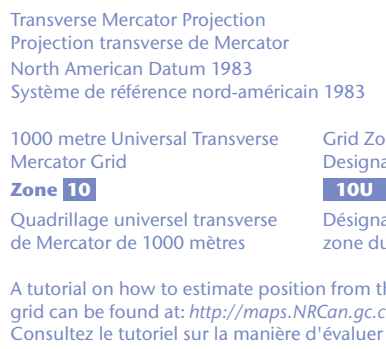 Transverse Mercator Projection
Projection transverse de Mercator
North American Datum 1983
Système de référence nord-américain 1983
1000 metre Universal Transverse
Mercator Grid
Zone 10
Quadrillage universel transverse
de Mercator de 1000 mètres
Grid
10U
zone
A tutorial on how to estimate position from
grid can be found at: http://maps.NRCan.gc.c
Consultez le tutoriel sur la manière d'évaluer